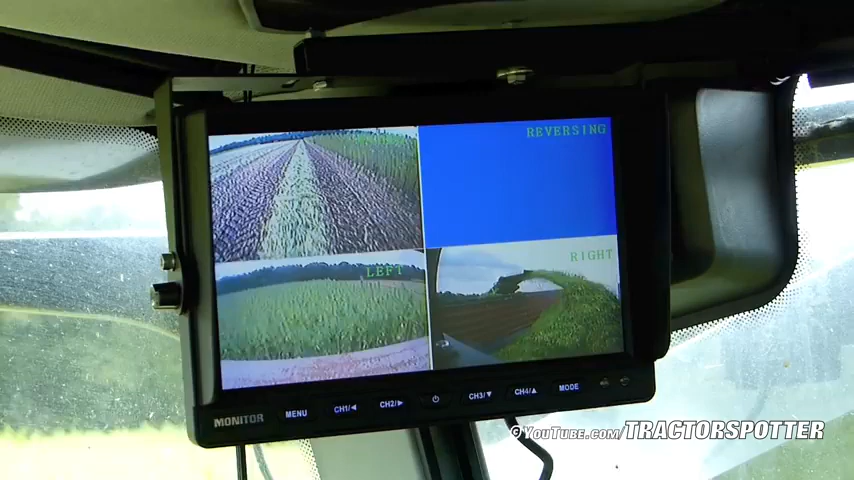 REVERSING
LEFT
RIGHT
MONITOR MENU CH1/◄ CH2/► CH3/▼ CH4/▲ MODE
©YouTube.com/TRACTORSPOTTER